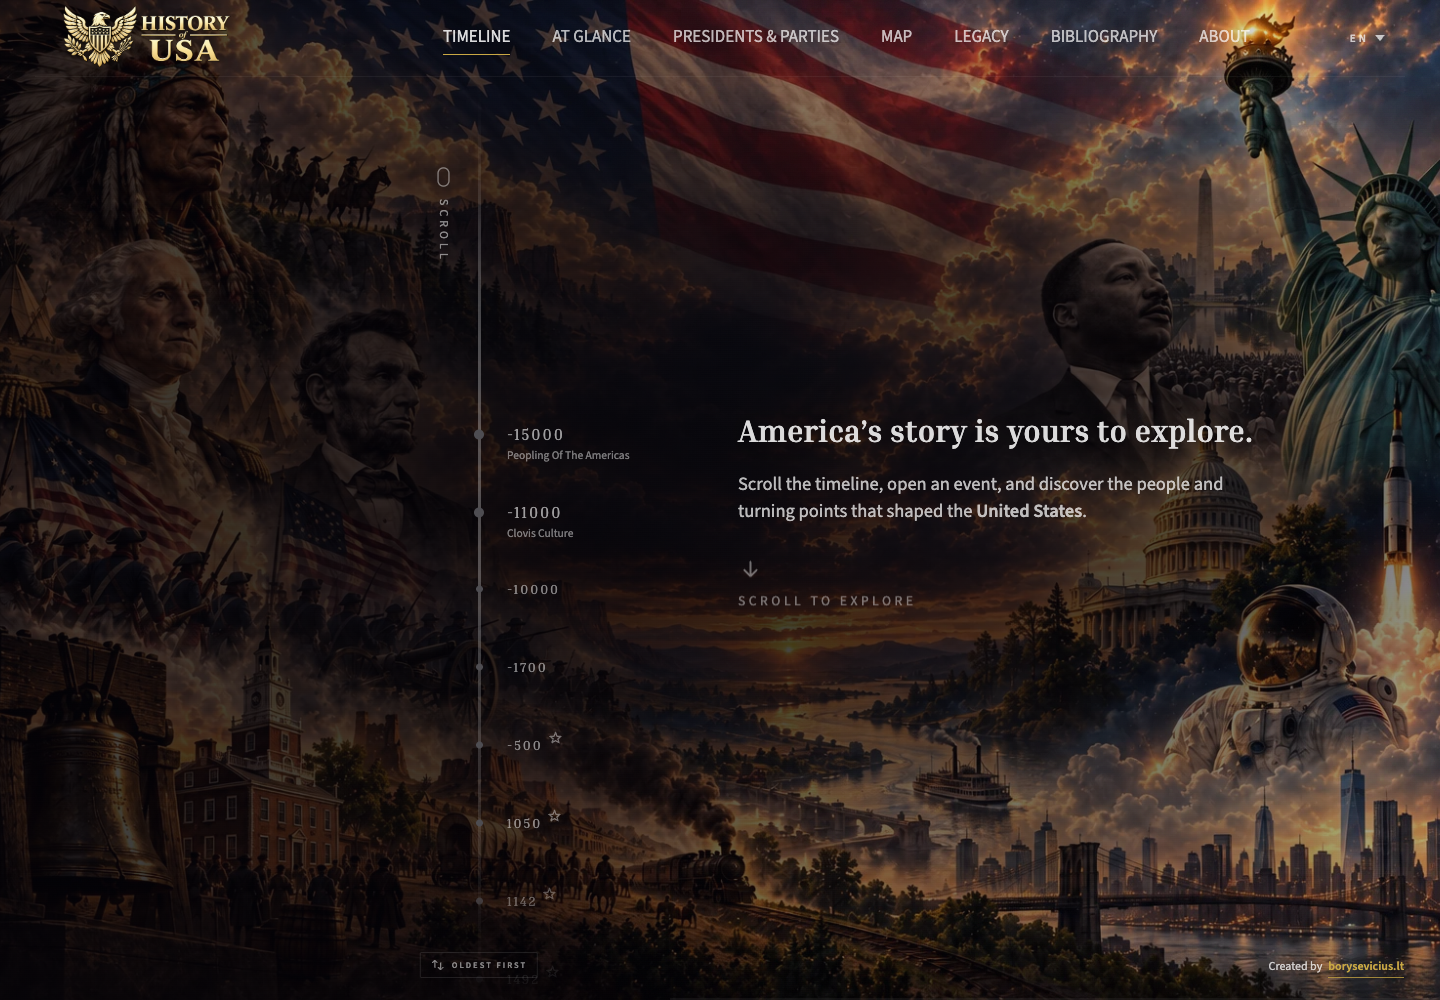 HISTORY
of
USA
TIMELINE
AT GLANCE
PRESIDENTS & PARTIES
MAP
LEGACY
BIBLIOGRAPHY
ABOUT
EN
SCROLL
-15000
Peopling Of The Americas
-11000
Clovis Culture
-10000
-1700
-500
1050
1142
1492
OLDEST FIRST
America's story is yours to explore.
Scroll the timeline, open an event, and discover the people and
turning points that shaped the United States.
SCROLL TO EXPLORE
Created by borysevicius.lt